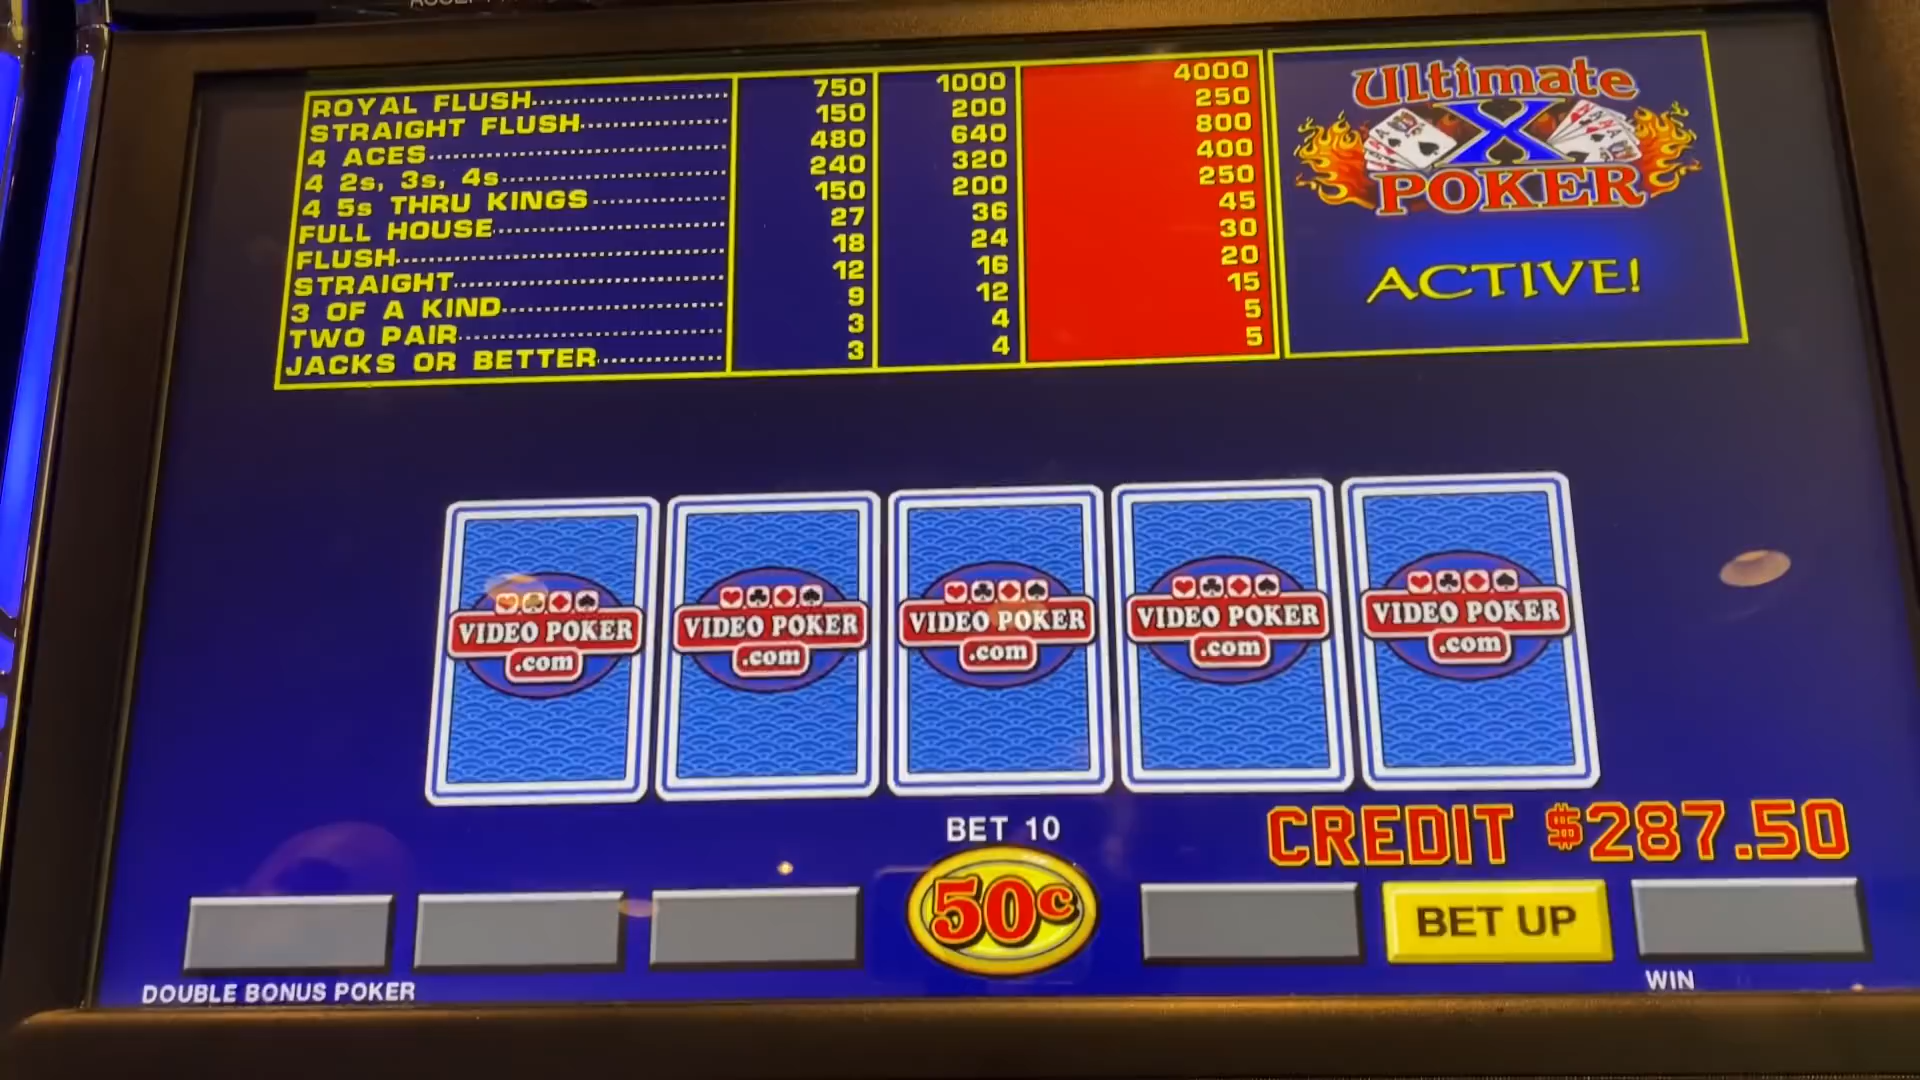 ROYAL FLUSH 750 1000 4000
STRAIGHT FLUSH 150 200 250
4 ACES 480 640 800
4 2s, 3s, 4s 240 320 400
4 5s THRU KINGS 150 200 250
FULL HOUSE 27 36 45
FLUSH 18 24 30
STRAIGHT 12 16 20
3 OF A KIND 9 12 15
TWO PAIR 3 4 5
JACKS OR BETTER 3 4 5
Ultimate
X
POKER
ACTIVE!
VIDEO POKER
.com
VIDEO POKER
.com
VIDEO POKER
.com
VIDEO POKER
.com
VIDEO POKER
.com
BET 10
CREDIT $287.50
50¢
BET UP
DOUBLE BONUS POKER
WIN